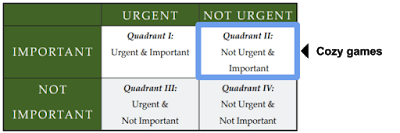 URGENT
NOT URGENT
IMPORTANT
Quadrant I:
Urgent & Important
Quadrant II:
Not Urgent &
Important
Cozy games
NOT
IMPORTANT
Quadrant III:
Urgent &
Not Important
Quadrant IV:
Not Urgent &
Not Important